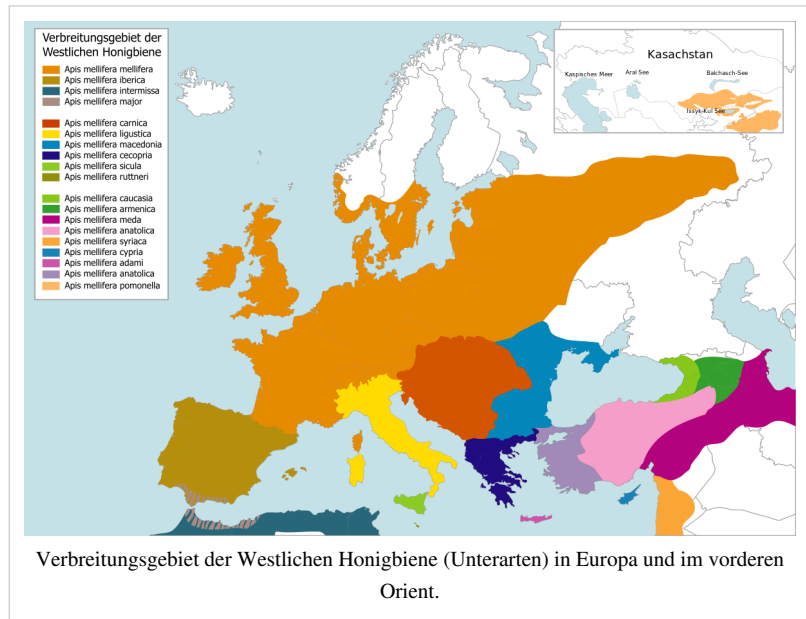 Verbreitungsgebiet der
Westlichen Honigbiene
Apis mellifera mellifera
Apis mellifera iberica
Apis mellifera intermissa
Apis mellifera major
Apis mellifera carnica
Apis mellifera ligustica
Apis mellifera macedonia
Apis mellifera cecopria
Apis mellifera sicula
Apis mellifera ruttneri
Apis mellifera caucasia
Apis mellifera armenica
Apis mellifera meda
Apis mellifera anatolica
Apis mellifera syriaca
Apis mellifera cypria
Apis mellifera adami
Apis mellifera anatolica
Apis mellifera pomonella
Kasachstan
Kaspisches Meer
Aral See
Balchasch-See
Issyk-Kul See
Verbreitungsgebiet der Westlichen Honigbiene (Unterarten) in Europa und im vorderen
Orient.